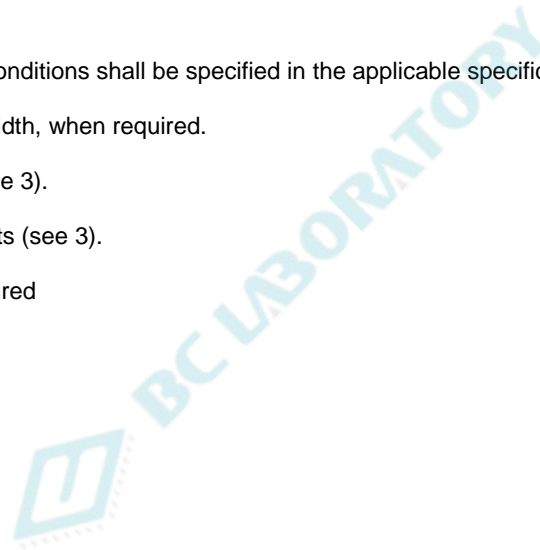 onditions shall be specified in the applicable specific
dth, when required.
e 3).
ts (see 3).
red
BC LABORATORY